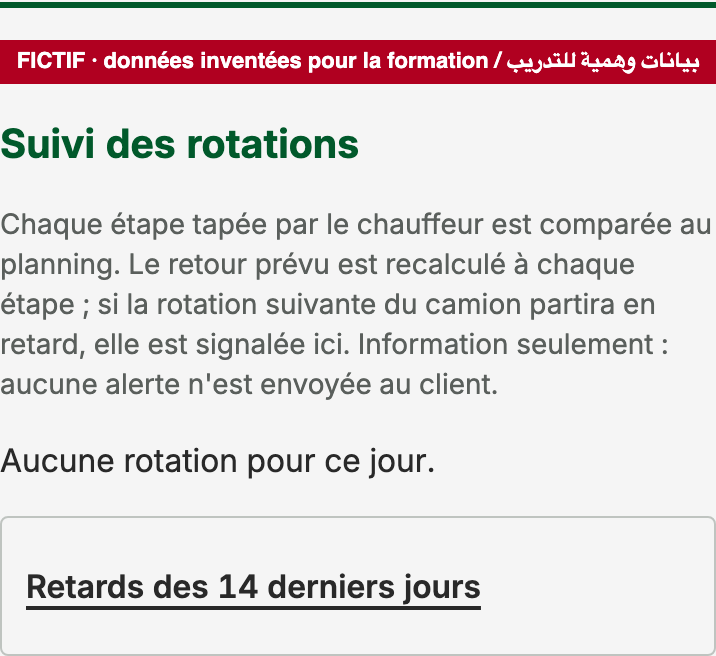 FICTIF · données inventées pour la formation / بيانات وهمية للتدريب
Suivi des rotations
Chaque étape tapée par le chauffeur est comparée au
planning. Le retour prévu est recalculé à chaque
étape ; si la rotation suivante du camion partira en
retard, elle est signalée ici. Information seulement :
aucune alerte n'est envoyée au client.
Aucune rotation pour ce jour.
Retards des 14 derniers jours